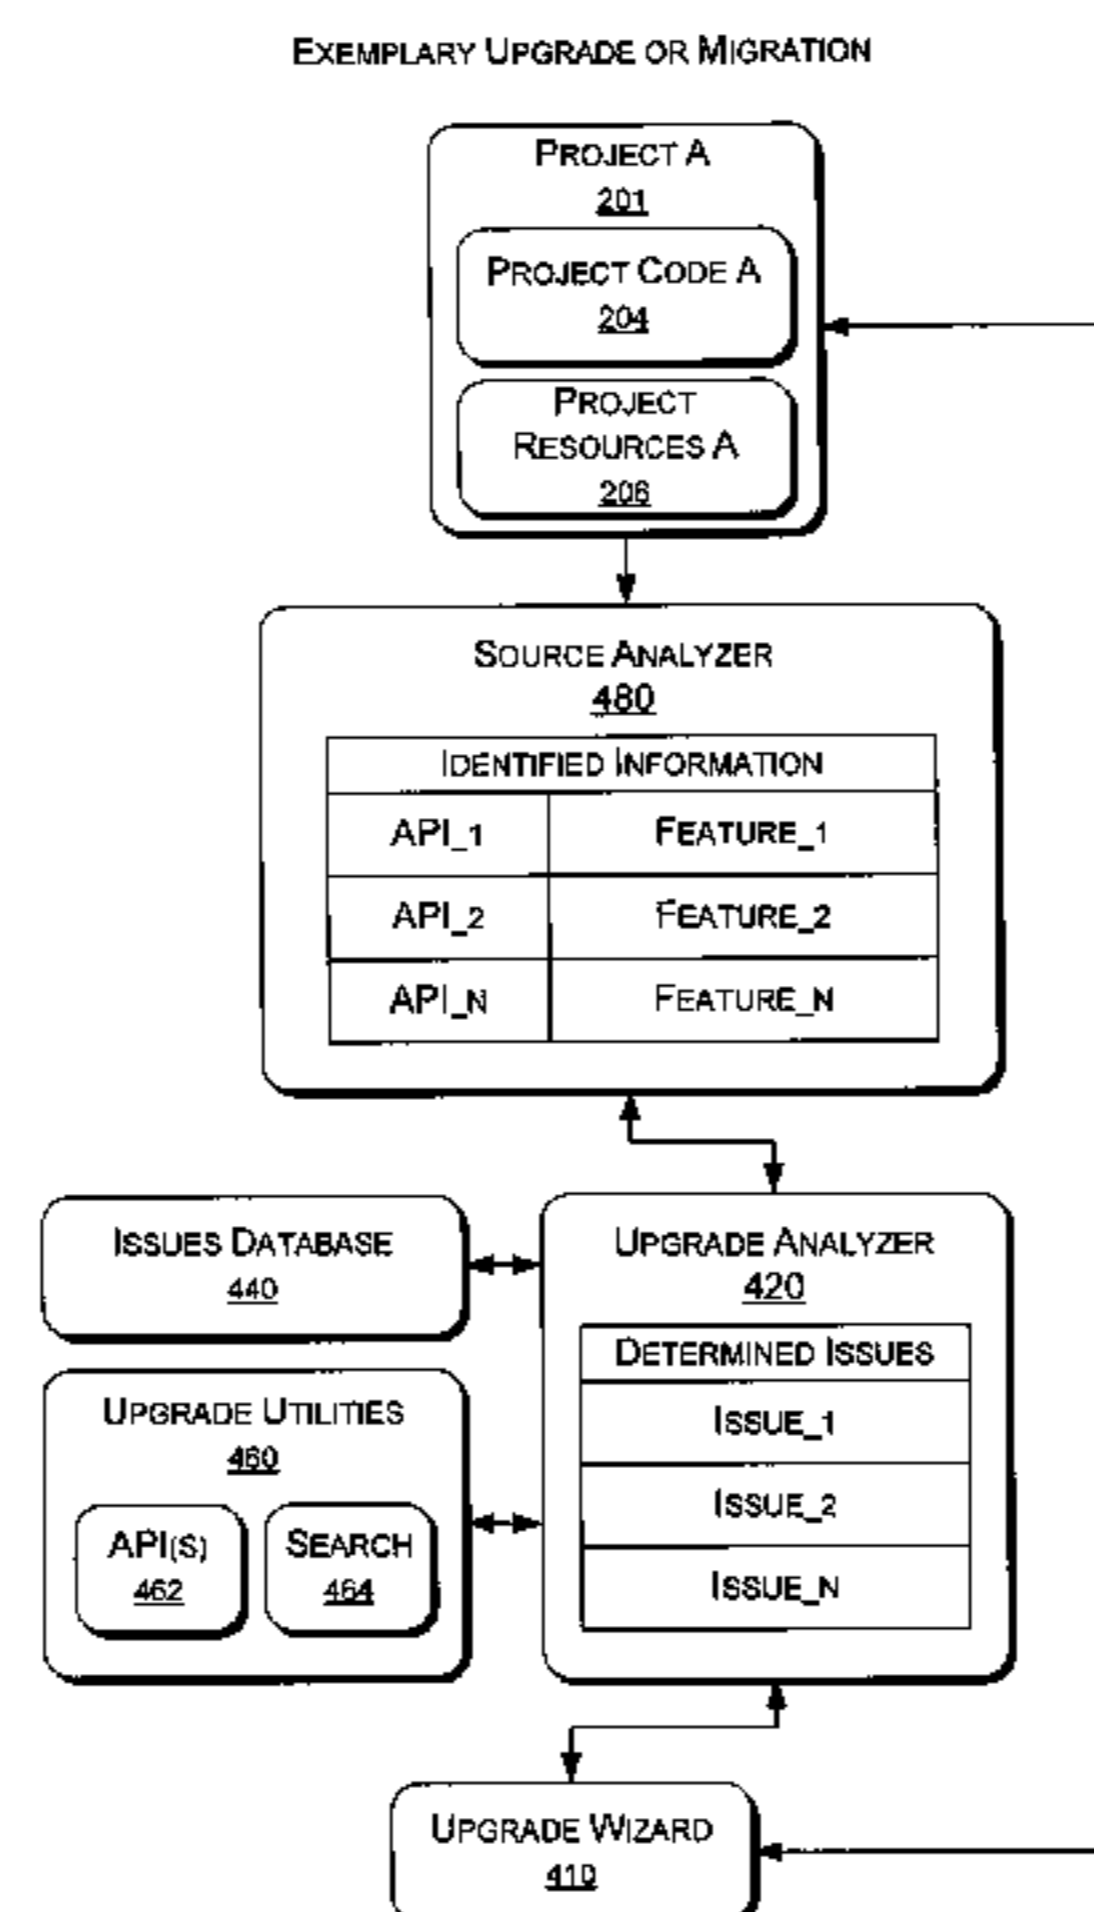 EXEMPLARY UPGRADE OR MIGRATION
PROJECT A
201
PROJECT CODE A
204
PROJECT
RESOURCES A
206
SOURCE ANALYZER
480
IDENTIFIED INFORMATION
API_1 FEATURE_1
API_2 FEATURE_2
API_N FEATURE_N
ISSUES DATABASE
440
UPGRADE ANALYZER
420
DETERMINED ISSUES
ISSUE_1
ISSUE_2
ISSUE_N
UPGRADE UTILITIES
460
API(S)
462
SEARCH
464
UPGRADE WIZARD
410